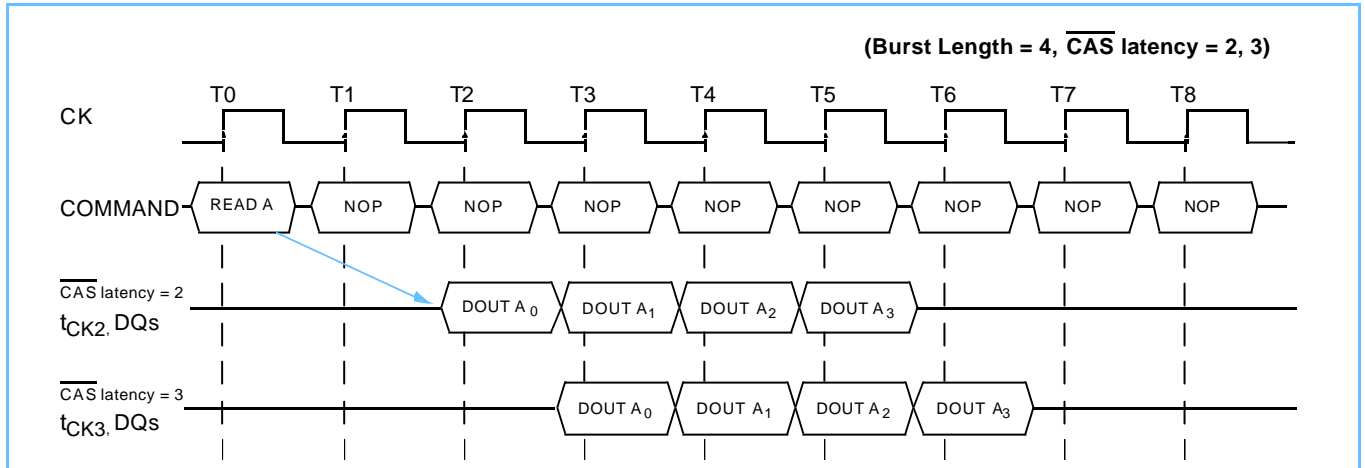 (Burst Length = 4, CAS latency = 2, 3)
T0 T1 T2 T3 T4 T5 T6 T7 T8
CK
COMMAND READ A NOP NOP NOP NOP NOP NOP NOP NOP
CAS latency = 2
DOUT A0 DOUT A1 DOUT A2 DOUT A3
tCK2, DQs
CAS latency = 3
DOUT A0 DOUT A1 DOUT A2 DOUT A3
tCK3, DQs